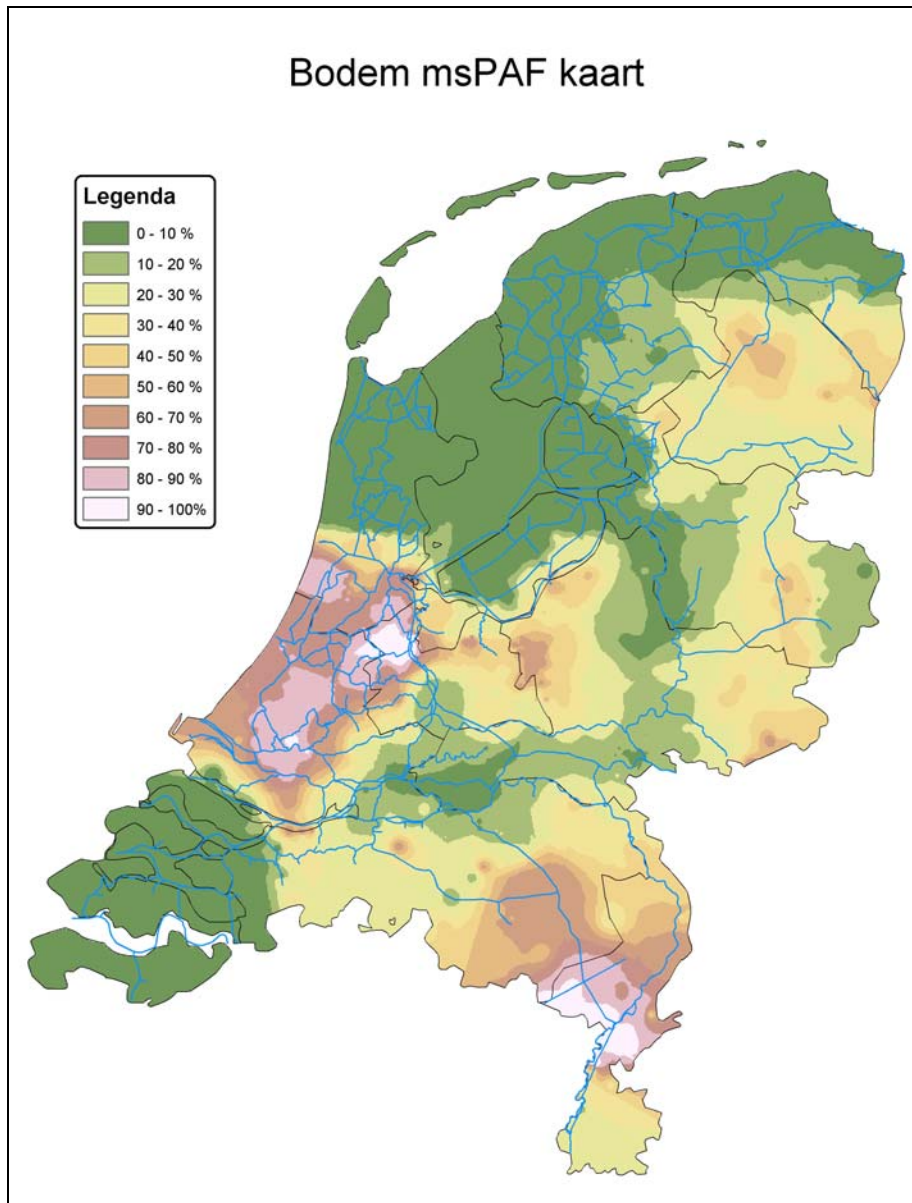 Bodem msPAF kaart
Legenda
0 - 10 %
10 - 20 %
20 - 30 %
30 - 40 %
40 - 50 %
50 - 60 %
60 - 70 %
70 - 80 %
80 - 90 %
90 - 100%